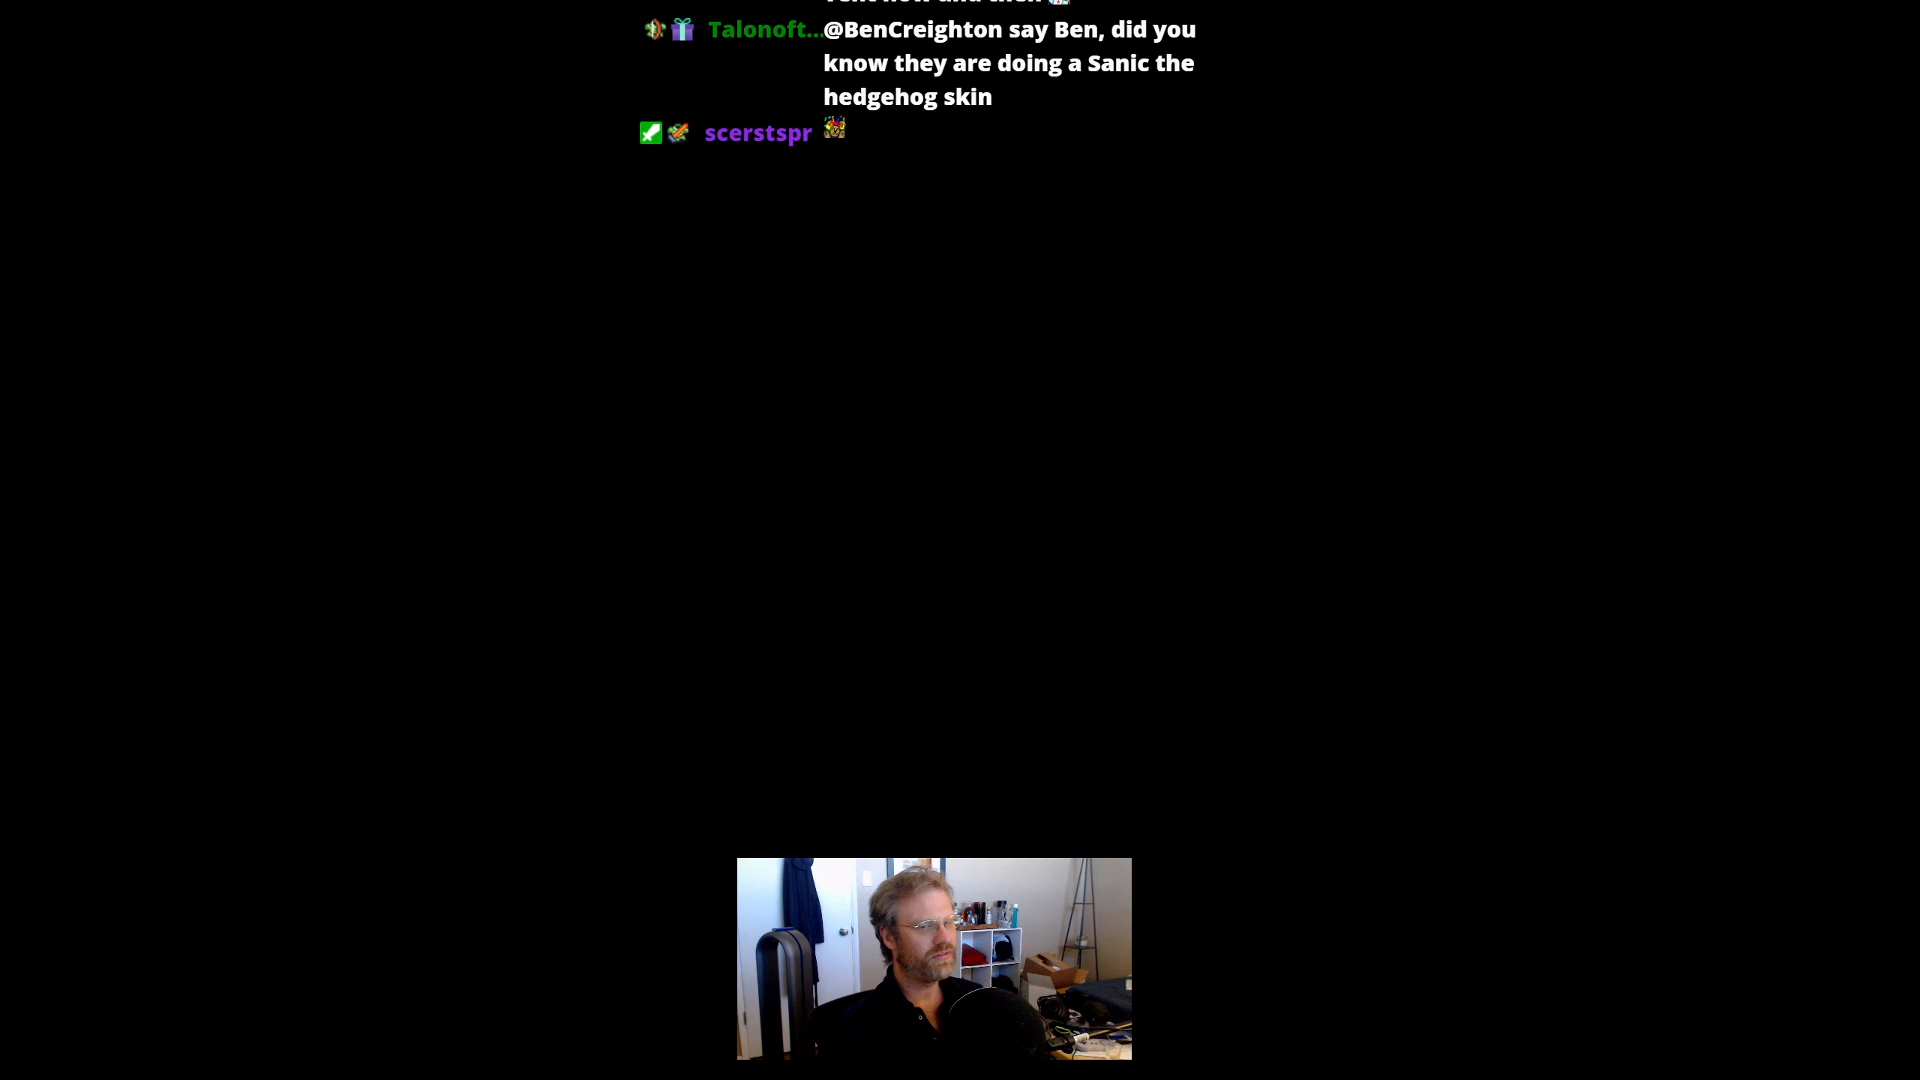 Talonoft...@BenCreighton say Ben, did you
know they are doing a Sanic the
hedgehog skin
scerstspr